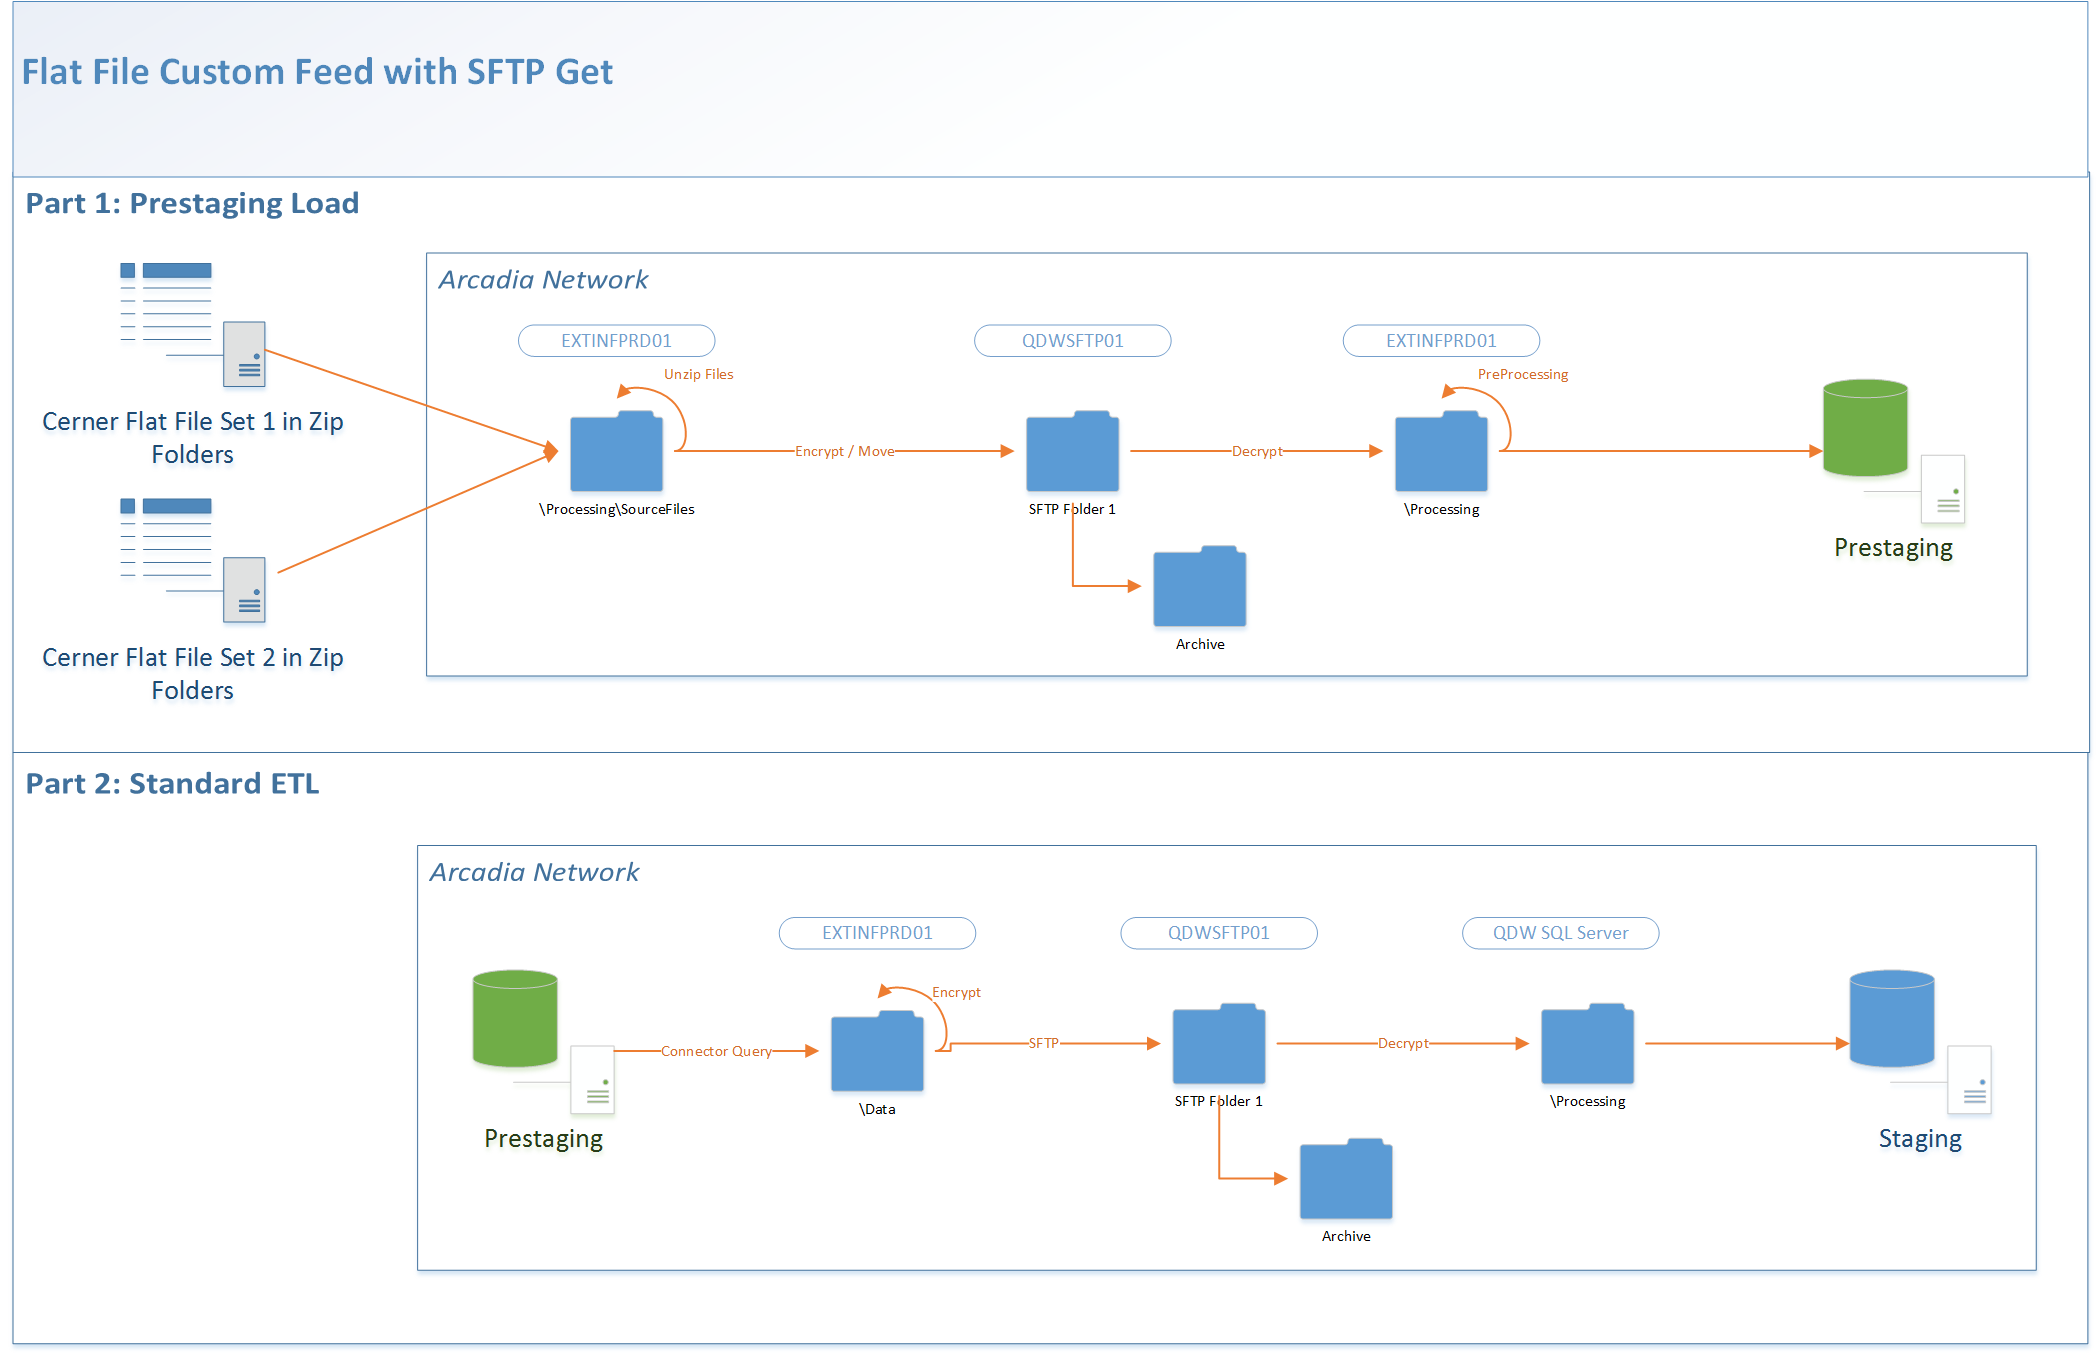 Flat File Custom Feed with SFTP Get
Part 1: Prestaging Load
Arcadia Network
EXTINFPRD01
QDWSFTP01
EXTINFPRD01
Unzip Files
PreProcessing
Cerner Flat File Set 1 in Zip
Folders
Encrypt / Move
Decrypt
\Processing\SourceFiles
SFTP Folder 1
\Processing
Prestaging
Archive
Cerner Flat File Set 2 in Zip
Folders
Part 2: Standard ETL
Arcadia Network
EXTINFPRD01
QDWSFTP01
QDW SQL Server
Encrypt
Connector Query
SFTP
Decrypt
\Data
SFTP Folder 1
\Processing
Prestaging
Staging
Archive